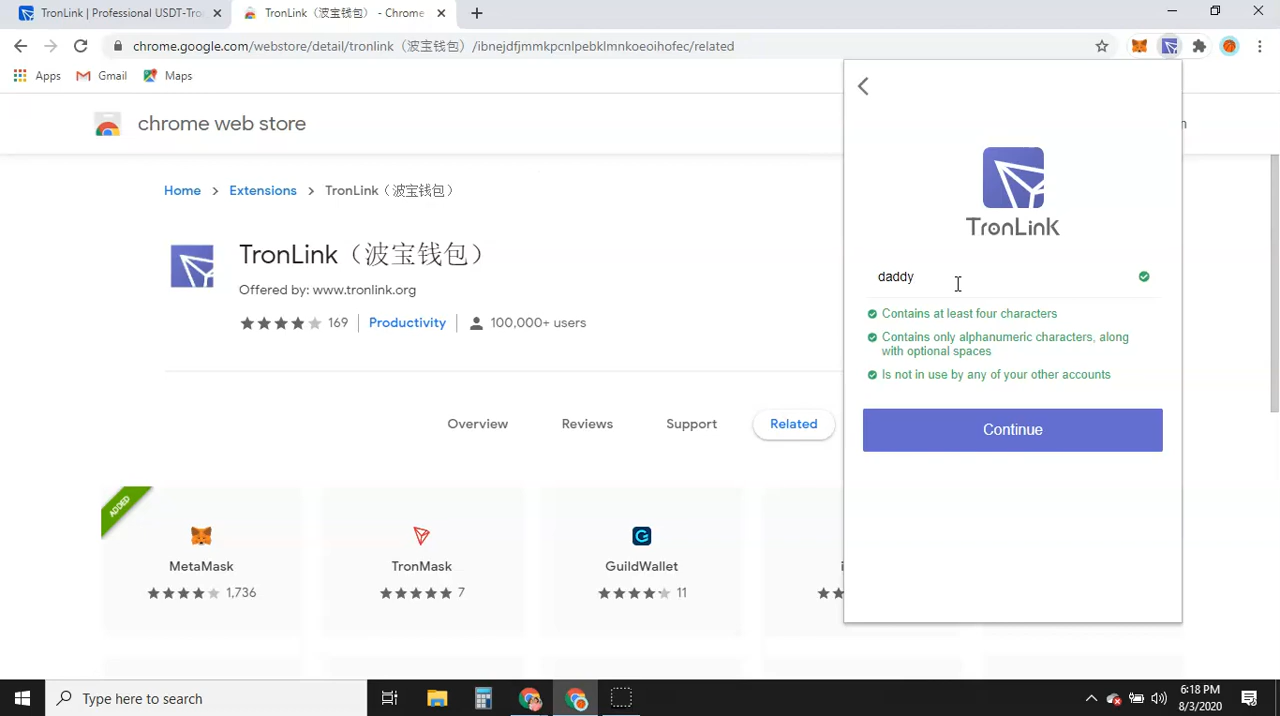 TronLink | Professional USDT-Tro
TronLink（波宝钱包） - Chrome
chrome.google.com/webstore/detail/tronlink（波宝钱包）/ibnejdfjmmkpcnlpebklmnkoeoihofec/related
Apps Gmail Maps
chrome web store
Home > Extensions > TronLink（波宝钱包）
TronLink（波宝钱包）
Offered by: www.tronlink.org
169 | Productivity | 100,000+ users
Overview Reviews Support Related
ADDED
MetaMask TronMask GuildWallet
1,736 7 11
TronLink
daddy
Contains at least four characters
Contains only alphanumeric characters, along
with optional spaces
Is not in use by any of your other accounts
Continue
Type here to search
6:18 PM
8/3/2020